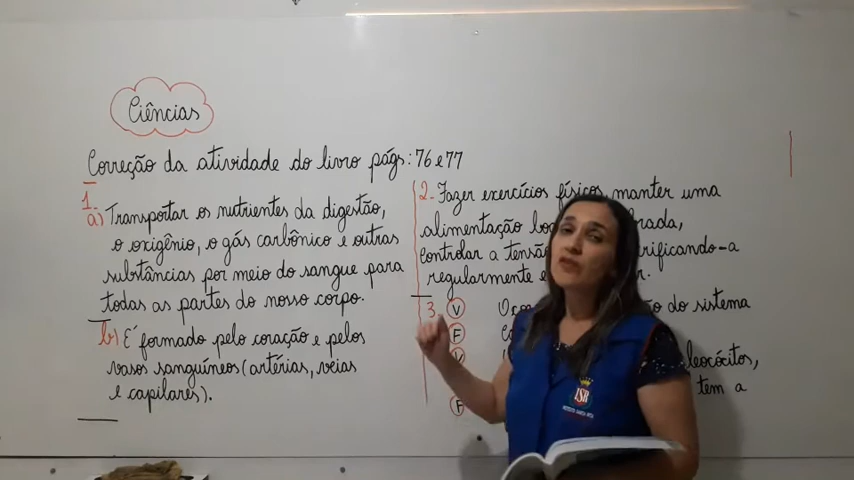 Ciências
Correção da atividade do livro págs: 76 e 77
1.
a) Transportar os nutrientes da digestão,
o oxigênio, o gás carbônico e outras
substâncias por meio do sangue para
todas as partes do nosso corpo.
b) É formado pelo coração e pelos
vasos sanguíneos (artérias, veias
e capilares).
2. Fazer exercícios físicos, manter uma
alimentação
controlar a
regularmente e
3. V do sistema
F
V leocócitos,
F tem a
ISR